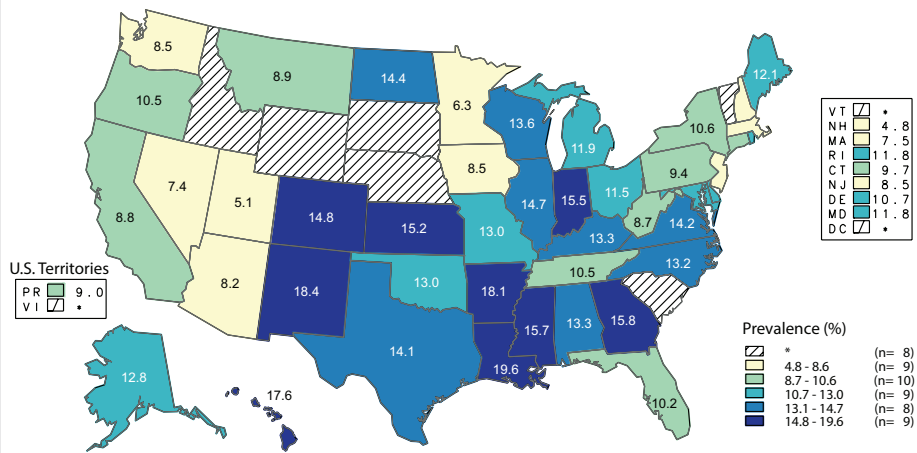 8.5
8.9
14.4
6.3
12.1
10.5
13.6
11.9
10.6
8.5
9.4
7.4
5.1
14.8
15.2
13.0
14.7
15.5
11.5
8.7
14.2
8.8
13.3
13.2
8.2
18.4
13.0
18.1
10.5
14.1
19.6
15.7
13.3
15.8
10.2
12.8
17.6
VT *
NH 4.8
MA 7.5
RI 11.8
CT 9.7
NJ 8.5
DE 10.7
MD 11.8
DC *
U.S. Territories
PR 9.0
VI *
Prevalence (%)
* (n= 8)
4.8 - 8.6 (n= 9)
8.7 - 10.6 (n= 10)
10.7 - 13.0 (n= 9)
13.1 - 14.7 (n= 8)
14.8 - 19.6 (n= 9)